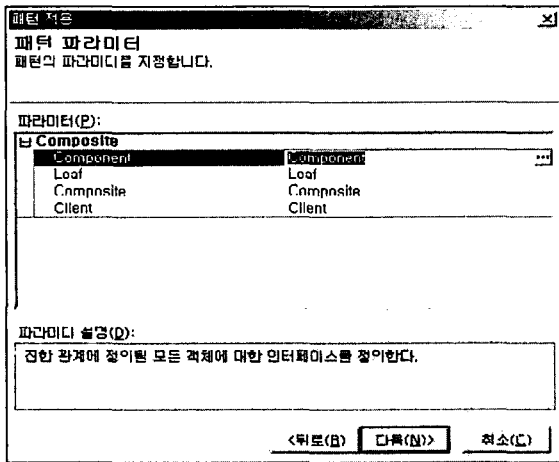 패턴 적용
패턴 파라미터
패턴의 파라미터를 지정합니다.
파라미터(P):
Composite
Component Component ...
Leaf Leaf
Composite Composite
Client Client
파라미터 설명(D):
집합 관계에 정의될 모든 객체에 대한 인터페이스를 정의한다.
<뒤로(B) 다음(N)> 취소(C)